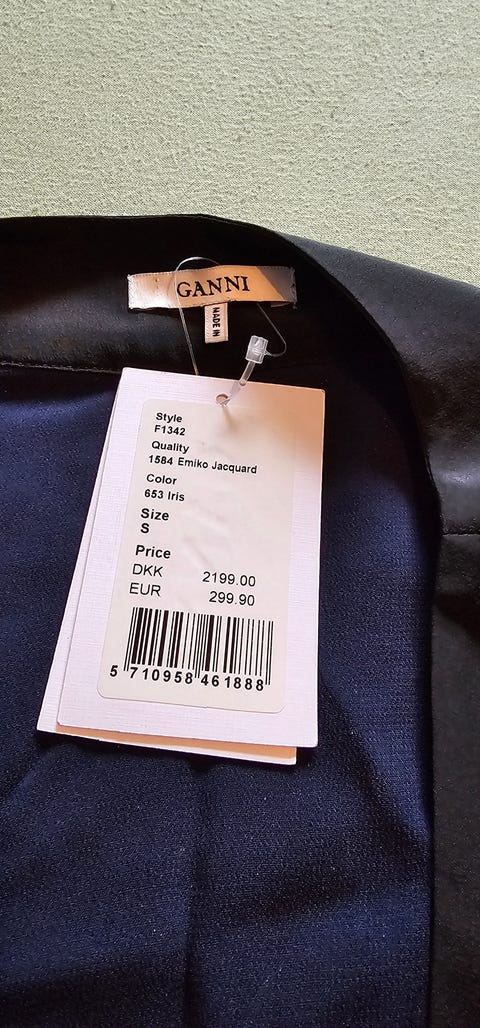 GANNI
MADE IN
Style
F1342
Quality
1584 Emiko Jacquard
Color
653 Iris
Size
S
Price
DKK 2199.00
EUR 299.90
5 710958 461888